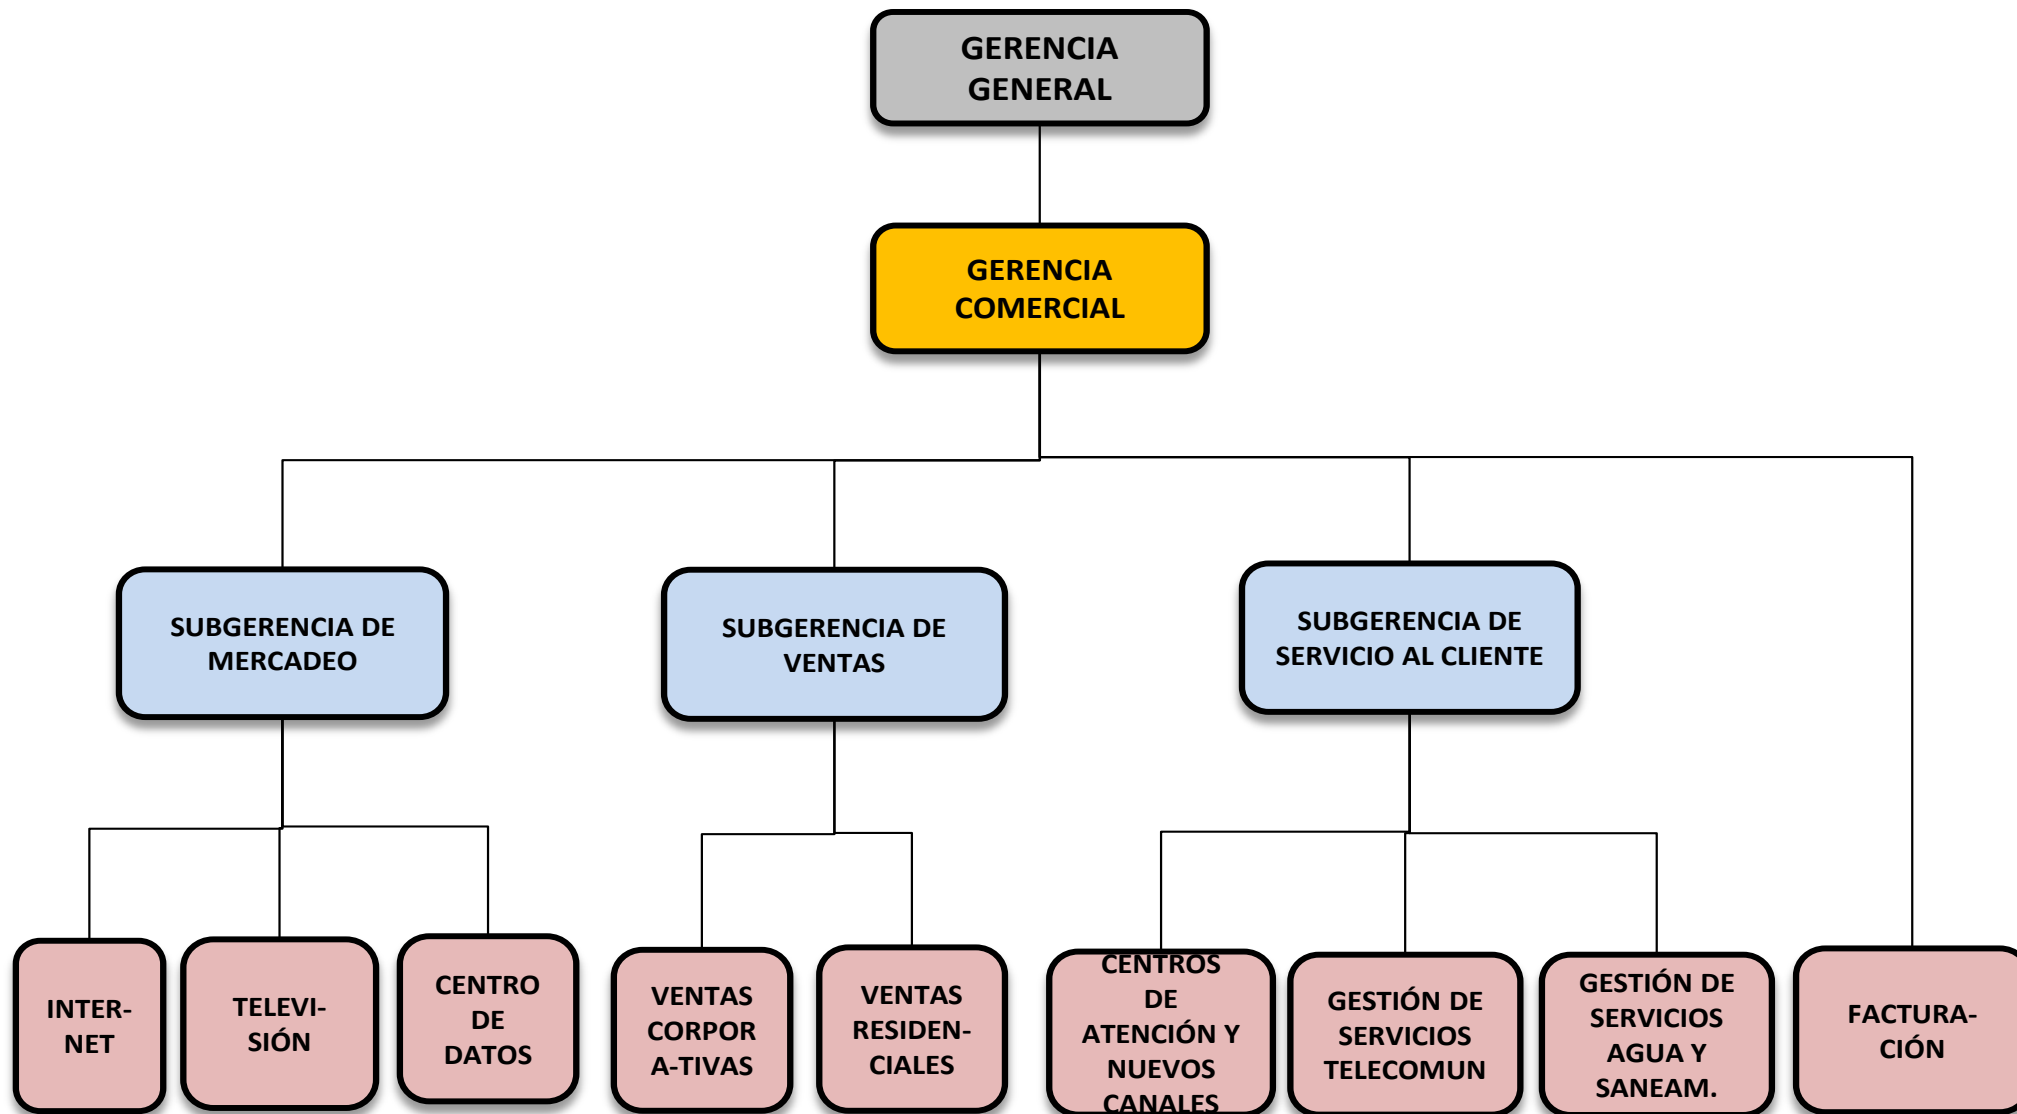 GERENCIA
GENERAL
GERENCIA
COMERCIAL
SUBGERENCIA DE
MERCADEO
SUBGERENCIA DE
VENTAS
SUBGERENCIA DE
SERVICIO AL CLIENTE
INTER-
NET
TELEVI-
SIÓN
CENTRO
DE
DATOS
VENTAS
CORPOR
A-TIVAS
VENTAS
RESIDEN-
CIALES
CENTROS
DE
ATENCIÓN Y
NUEVOS
CANALES
GESTIÓN DE
SERVICIOS
TELECOMUN
GESTIÓN DE
SERVICIOS
AGUA Y
SANEAM.
FACTURA-
CIÓN